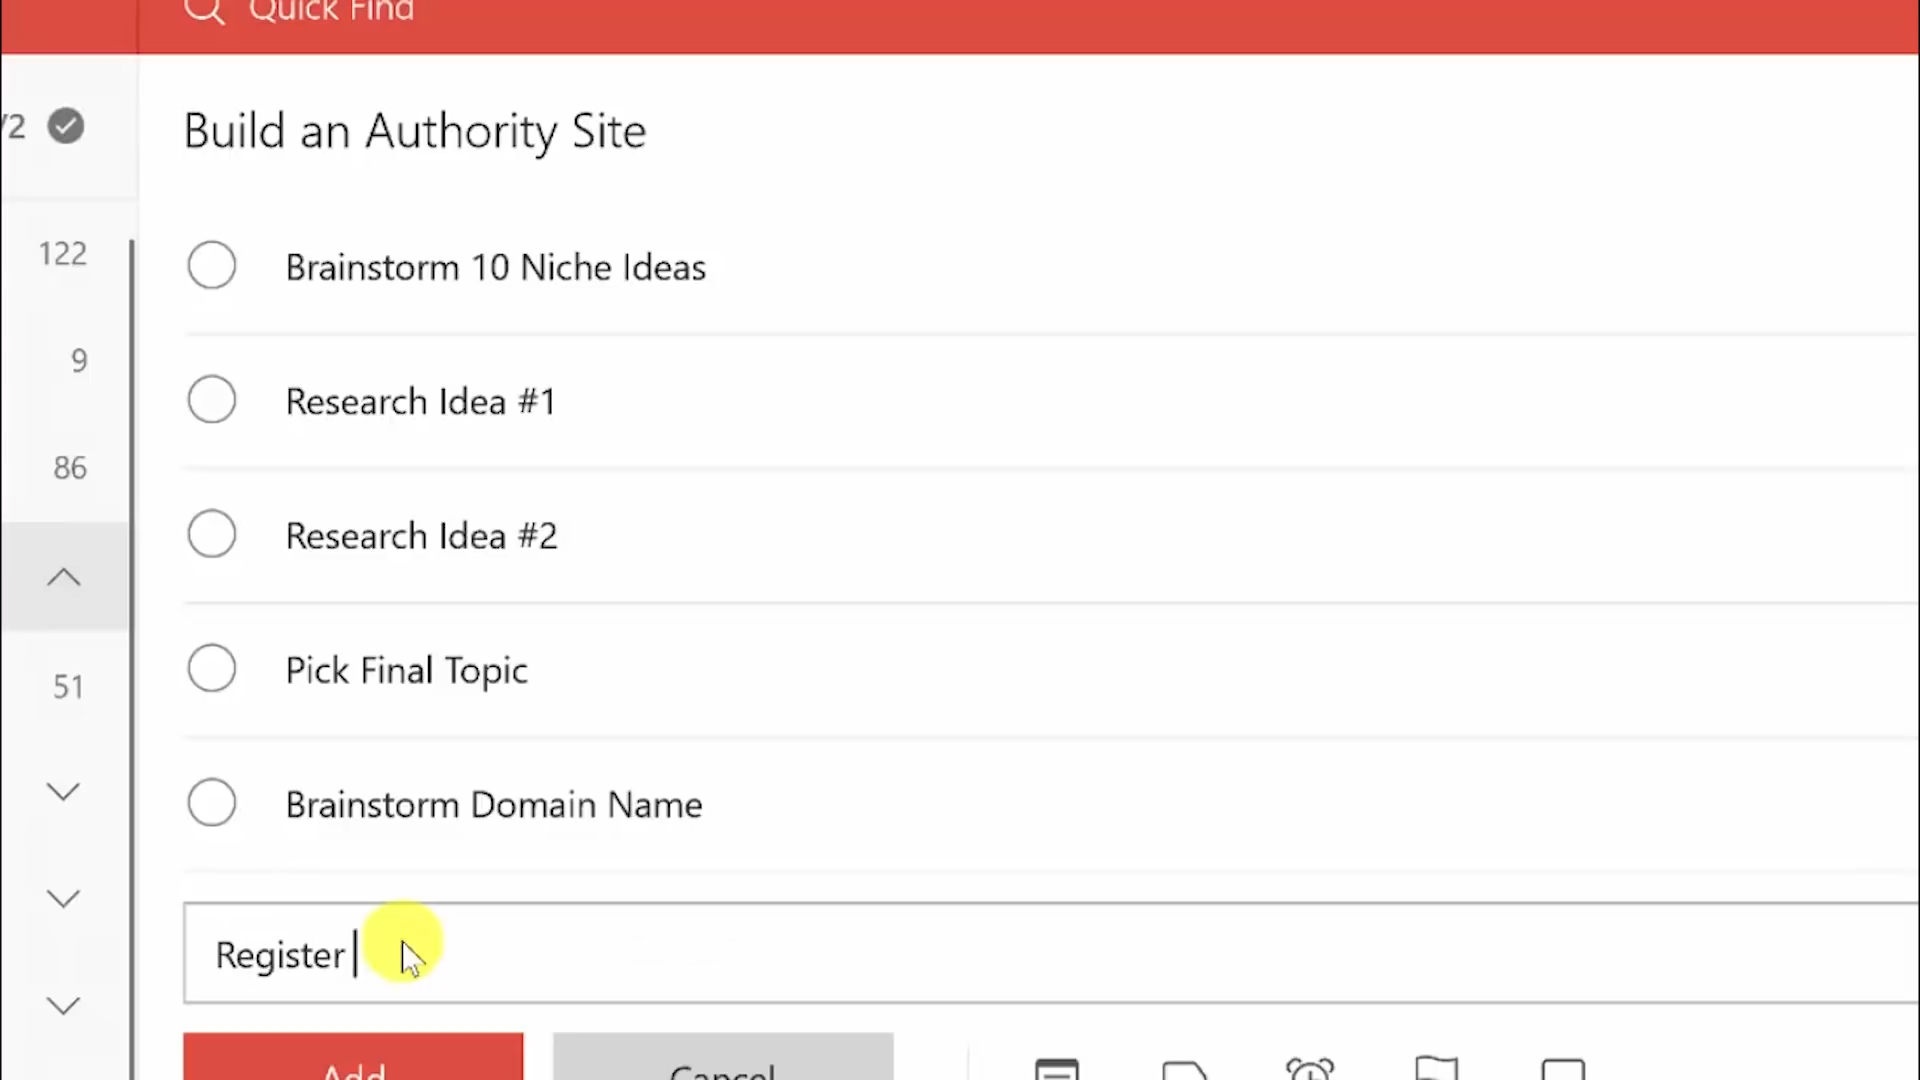 Quick Find
/2
Build an Authority Site
122
Brainstorm 10 Niche Ideas
9
Research Idea #1
86
Research Idea #2
51
Pick Final Topic
Brainstorm Domain Name
Register
Add
Cancel